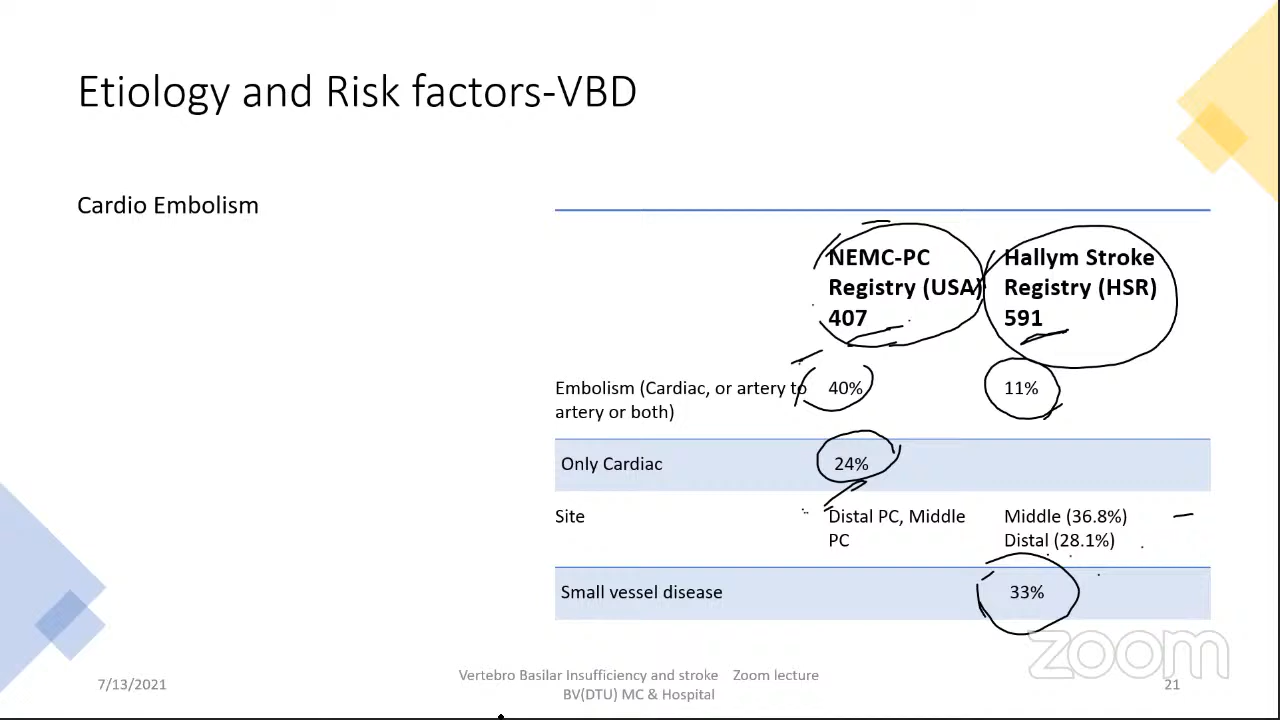 Etiology and Risk factors-VBD
Cardio Embolism
NEMC-PC
Registry (USA)
407
Hallym Stroke
Registry (HSR)
591
Embolism (Cardiac, or artery to
artery or both)
40%
11%
Only Cardiac
24%
Site
Distal PC, Middle
PC
Middle (36.8%)
Distal (28.1%)
Small vessel disease
33%
zoom
7/13/2021
Vertebro Basilar Insufficiency and stroke Zoom lecture
BV(DTU) MC & Hospital
21